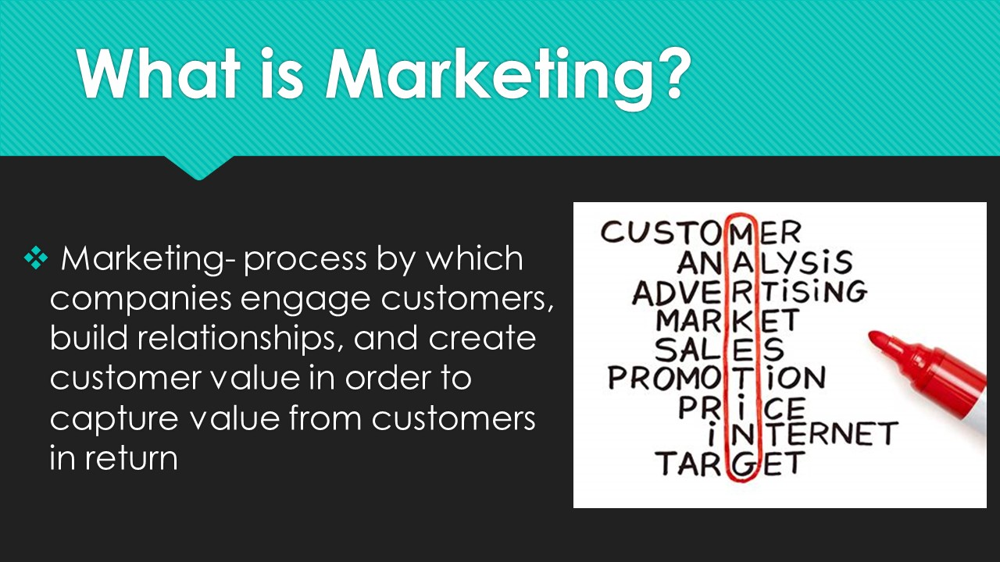 What is Marketing?
❖ Marketing- process by which
companies engage customers,
build relationships, and create
customer value in order to
capture value from customers
in return
CUSTOMER
ANALYSiS
ADVERTiSiNG
MARKET
SALES
PROMOTiON
PRiCE
iNTERNET
TARGET